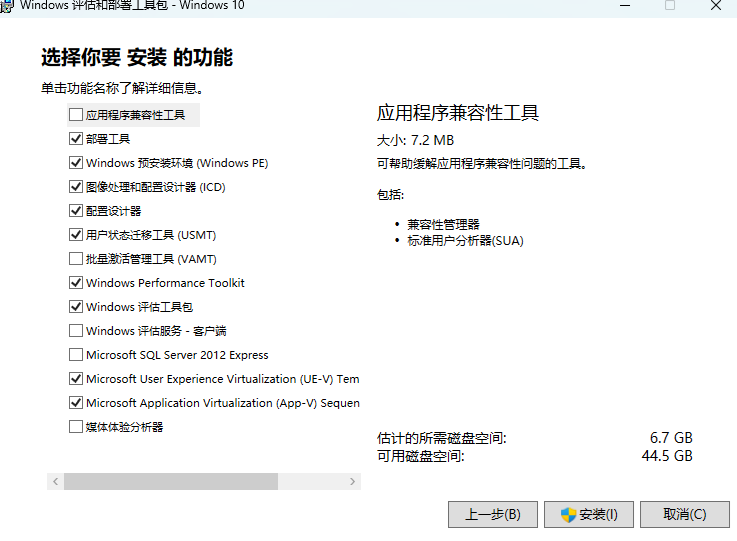 Windows 评估和部署工具包 - Windows 10
选择你要 安装 的功能
单击功能名称了解详细信息。
应用程序兼容性工具
部署工具
Windows 预安装环境 (Windows PE)
图像处理和配置设计器 (ICD)
配置设计器
用户状态迁移工具 (USMT)
批量激活管理工具 (VAMT)
Windows Performance Toolkit
Windows 评估工具包
Windows 评估服务 - 客户端
Microsoft SQL Server 2012 Express
Microsoft User Experience Virtualization (UE-V) Tem
Microsoft Application Virtualization (App-V) Sequen
媒体体验分析器
应用程序兼容性工具
大小: 7.2 MB
可帮助缓解应用程序兼容性问题的工具。
包括:
• 兼容性管理器
• 标准用户分析器(SUA)
估计的所需磁盘空间: 6.7 GB
可用磁盘空间: 44.5 GB
上一步(B) 安装(I) 取消(C)